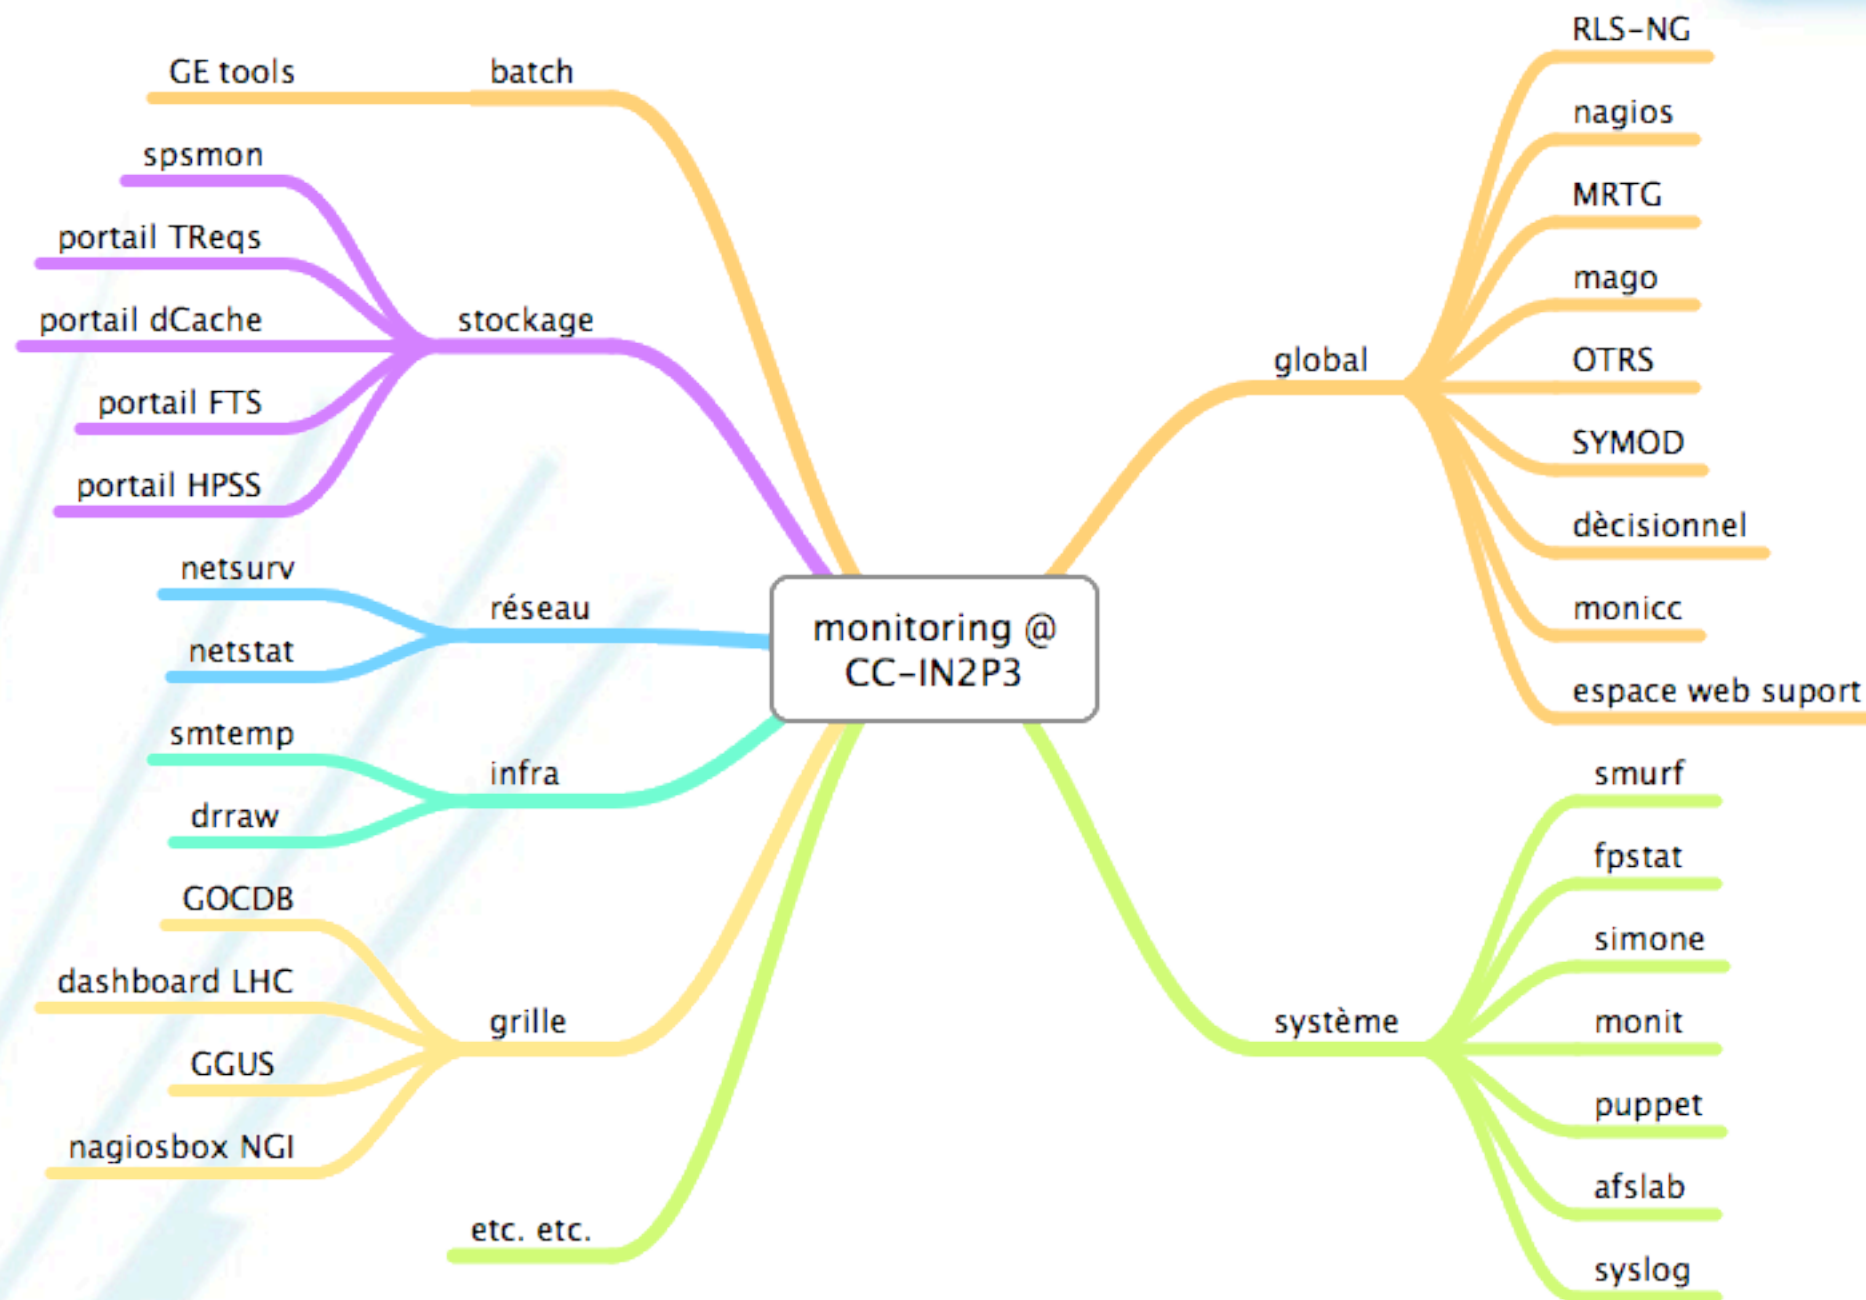 monitoring @
CC-IN2P3
batch
GE tools
stockage
spsmon
portail TReqs
portail dCache
portail FTS
portail HPSS
réseau
netsurv
netstat
infra
smtemp
drraw
grille
GOCDB
dashboard LHC
GGUS
nagiosbox NGI
etc. etc.
global
RLS-NG
nagios
MRTG
mago
OTRS
SYMOD
dècisionnel
monicc
espace web suport
système
smurf
fpstat
simone
monit
puppet
afslab
syslog